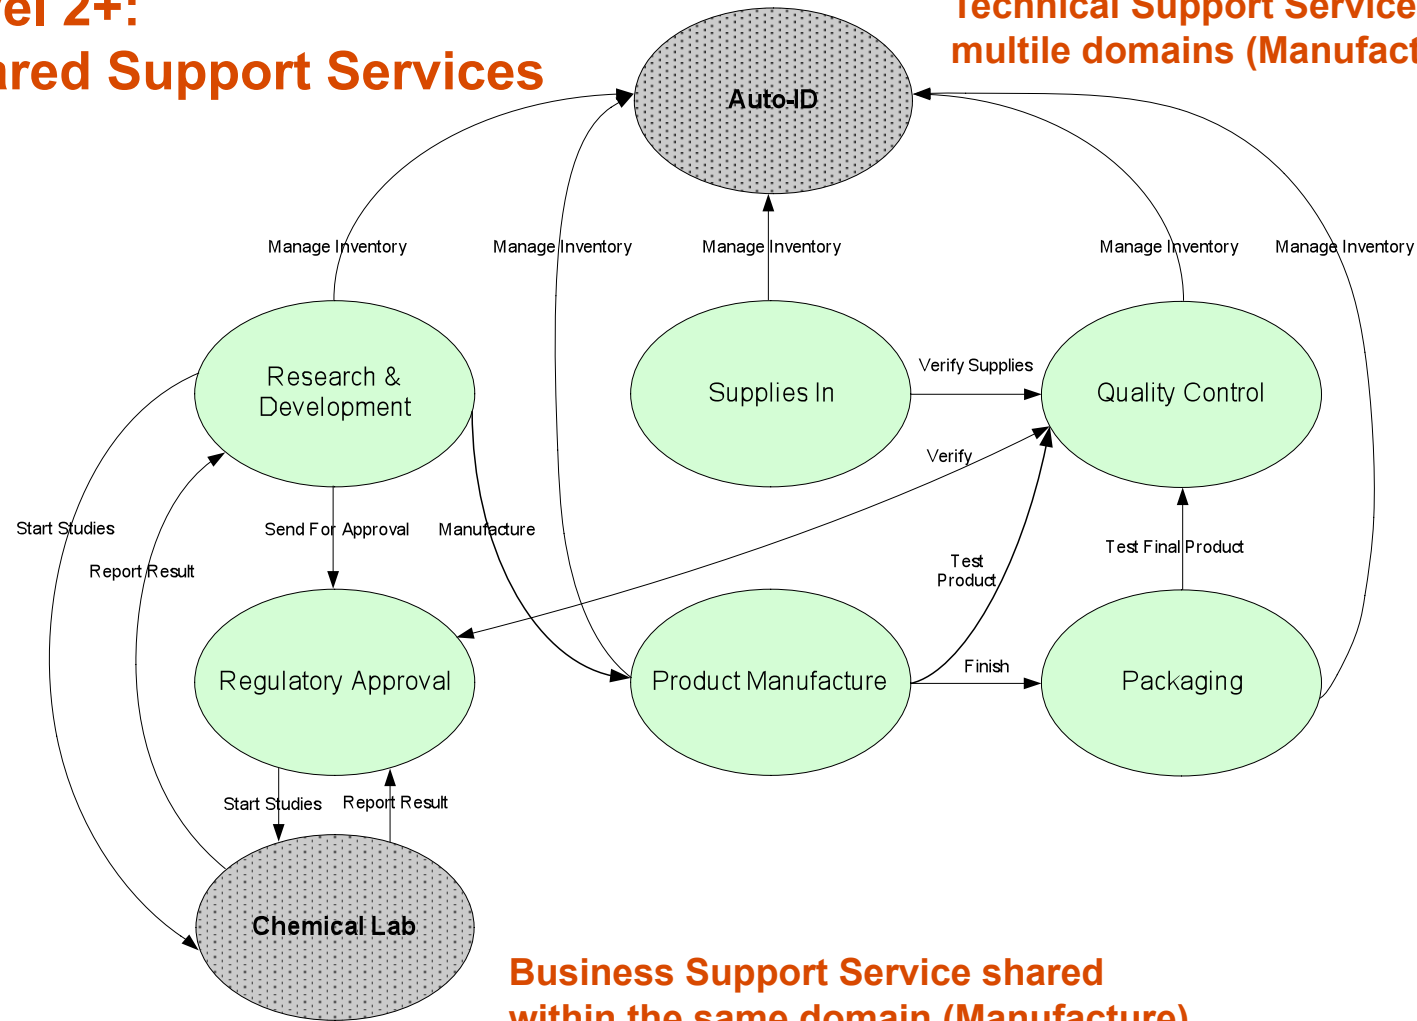 vel 2+:
ared Support Services
Technical Support Service
multile domains (Manufact
Auto-ID
Manage Inventory
Manage Inventory
Manage Inventory
Manage Inventory
Manage Inventory
Research &
Development
Supplies In
Verify Supplies
Quality Control
Verify
Start Studies
Send For Approval
Manufacture
Report Result
Test
Product
Test Final Product
Regulatory Approval
Product Manufacture
Finish
Packaging
Start Studies
Report Result
Chemical Lab
Business Support Service shared
within the same domain (Manufacture)